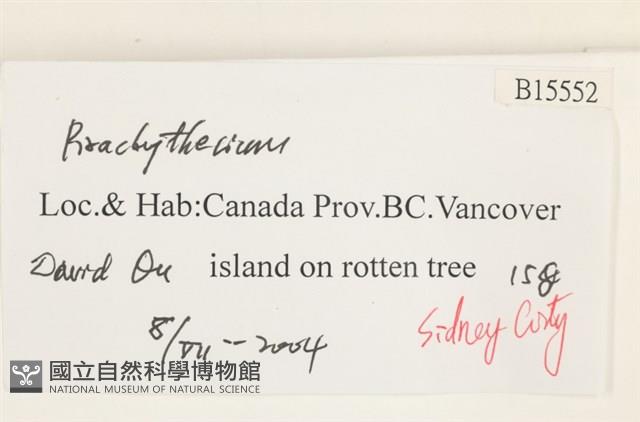 B15552
Brachythecium
Loc.& Hab:Canada Prov.BC.Vancover
David Ou island on rotten tree 158
8/VII-2004
Sidney City
國立自然科學博物館
NATIONAL MUSEUM OF NATURAL SCIENCE